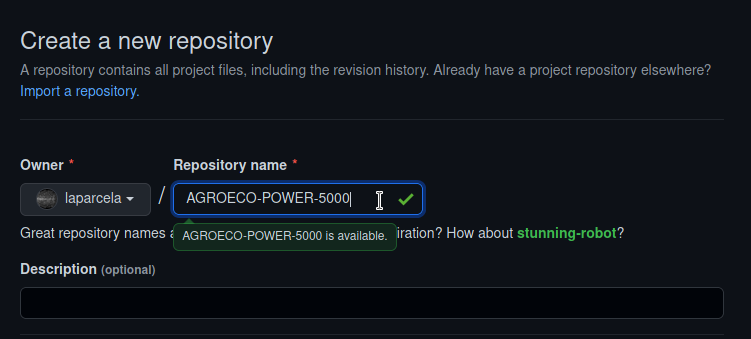 Create a new repository
A repository contains all project files, including the revision history. Already have a project repository elsewhere?
Import a repository.
Owner *
Repository name *
laparcela
/
AGROECO-POWER-5000
Great repository names a
iration? How about stunning-robot?
AGROECO-POWER-5000 is available.
Description (optional)